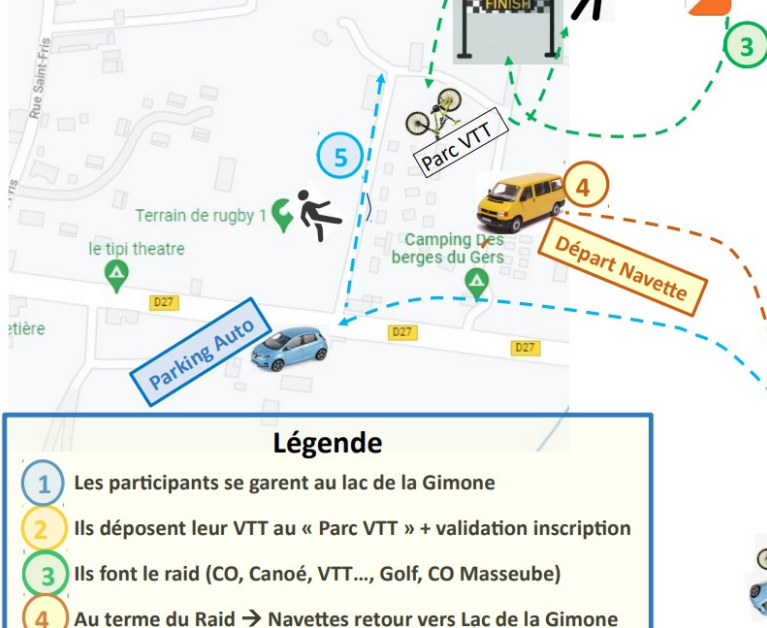 FINISH
3
Rue Saint-Fris
Parc VTT
5
4
Terrain de rugby 1
Camping Des
berges du Gers
Départ Navette
le tipi theatre
D27
D27
D27
Parking Auto
Légende
1 Les participants se garent au lac de la Gimone
2 Ils déposent leur VTT au « Parc VTT » + validation inscription
3 Ils font le raid (CO, Canoé, VTT..., Golf, CO Masseube)
4 Au terme du Raid → Navettes retour vers Lac de la Gimone